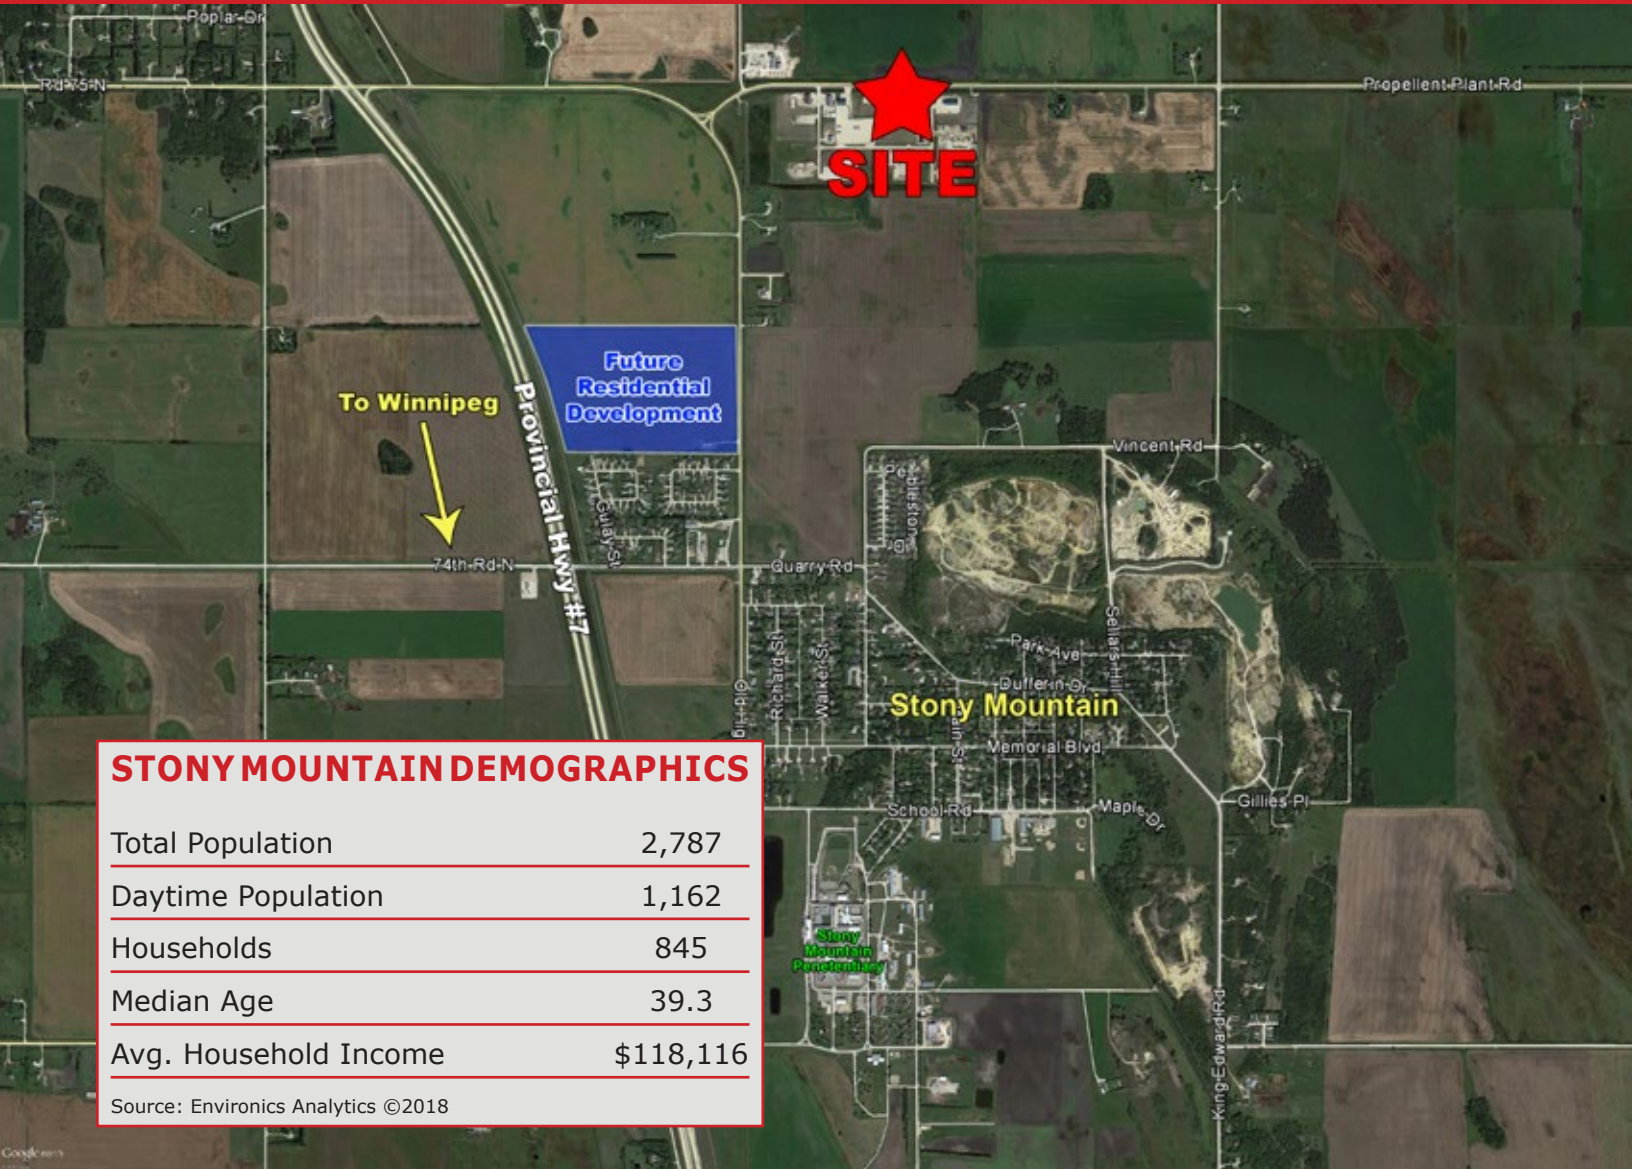 Poplar Dr
Rd 75 N
Propellent Plant Rd
SITE
Future
Residential
Development
To Winnipeg
Provincial Hwy #7
Vincent Rd
Gulay St
74th Rd N
Quarry Rd
Richard St
Walker St
Park Ave
Sellars Hill
Dufferin Dr
Stony Mountain
Memorial Blvd
School Rd
Maple Dr
Gillies Pl
Stony
Mountain
Penetentiary
King Edward Rd
STONY MOUNTAIN DEMOGRAPHICS
Total Population 2,787
Daytime Population 1,162
Households 845
Median Age 39.3
Avg. Household Income $118,116
Source: Environics Analytics ©2018
Google